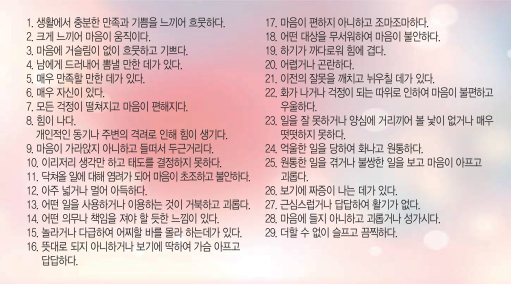 1. 생활에서 충분한 만족과 기쁨을 느끼어 흐뭇하다.
2. 크게 느끼어 마음이 움직이다.
3. 마음에 거슬림이 없이 흐뭇하고 기쁘다.
4. 남에게 드러내어 뽐낼 만한 데가 있다.
5. 매우 만족할 만한 데가 있다.
6. 매우 자신이 있다.
7. 모든 걱정이 떨쳐지고 마음이 편해지다.
8. 힘이 나다.
개인적인 동기나 주변의 격려로 인해 힘이 생기다.
9. 마음이 가라앉지 아니하고 들떠서 두근거리다.
10. 이리저리 생각만 하고 태도를 결정하지 못하다.
11. 닥쳐올 일에 대해 염려가 되어 마음이 초조하고 불안하다.
12. 아주 넓거나 멀어 아득하다.
13. 어떤 일을 사용하거나 이용하는 것이 거북하고 괴롭다.
14. 어떤 의무나 책임을 져야 할 듯한 느낌이 있다.
15. 놀라거나 다급하여 어찌할 바를 몰라 하는데가 있다.
16. 뜻대로 되지 아니하거나 보기에 딱하여 가슴 아프고
답답하다.
17. 마음이 편하지 아니하고 조마조마하다.
18. 어떤 대상을 무서워하여 마음이 불안하다.
19. 하기가 까다로워 힘에 겹다.
20. 어렵거나 곤란하다.
21. 이전의 잘못을 깨치고 뉘우칠 데가 있다.
22. 화가 나거나 걱정이 되는 따위로 인하여 마음이 불편하고
우울하다.
23. 일을 잘 못하거나 양심에 거리끼어 볼 낯이 없거나 매우
떳떳하지 못하다.
24. 억울한 일을 당하여 화나고 원통하다.
25. 원통한 일을 겪거나 불쌍한 일을 보고 마음이 아프고
괴롭다.
26. 보기에 짜증이 나는 데가 있다.
27. 근심스럽거나 답답하여 활기가 없다.
28. 마음에 들지 아니하고 괴롭거나 성가시다.
29. 더할 수 없이 슬프고 끔찍하다.